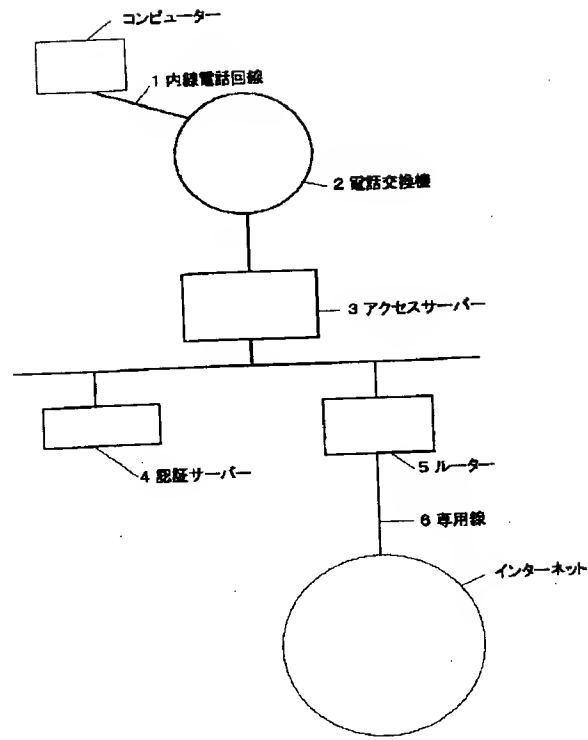 コンピューター
1 内線電話回線
2 電話交換機
3 アクセスサーバー
4 認証サーバー
5 ルーター
6 専用線
インターネット